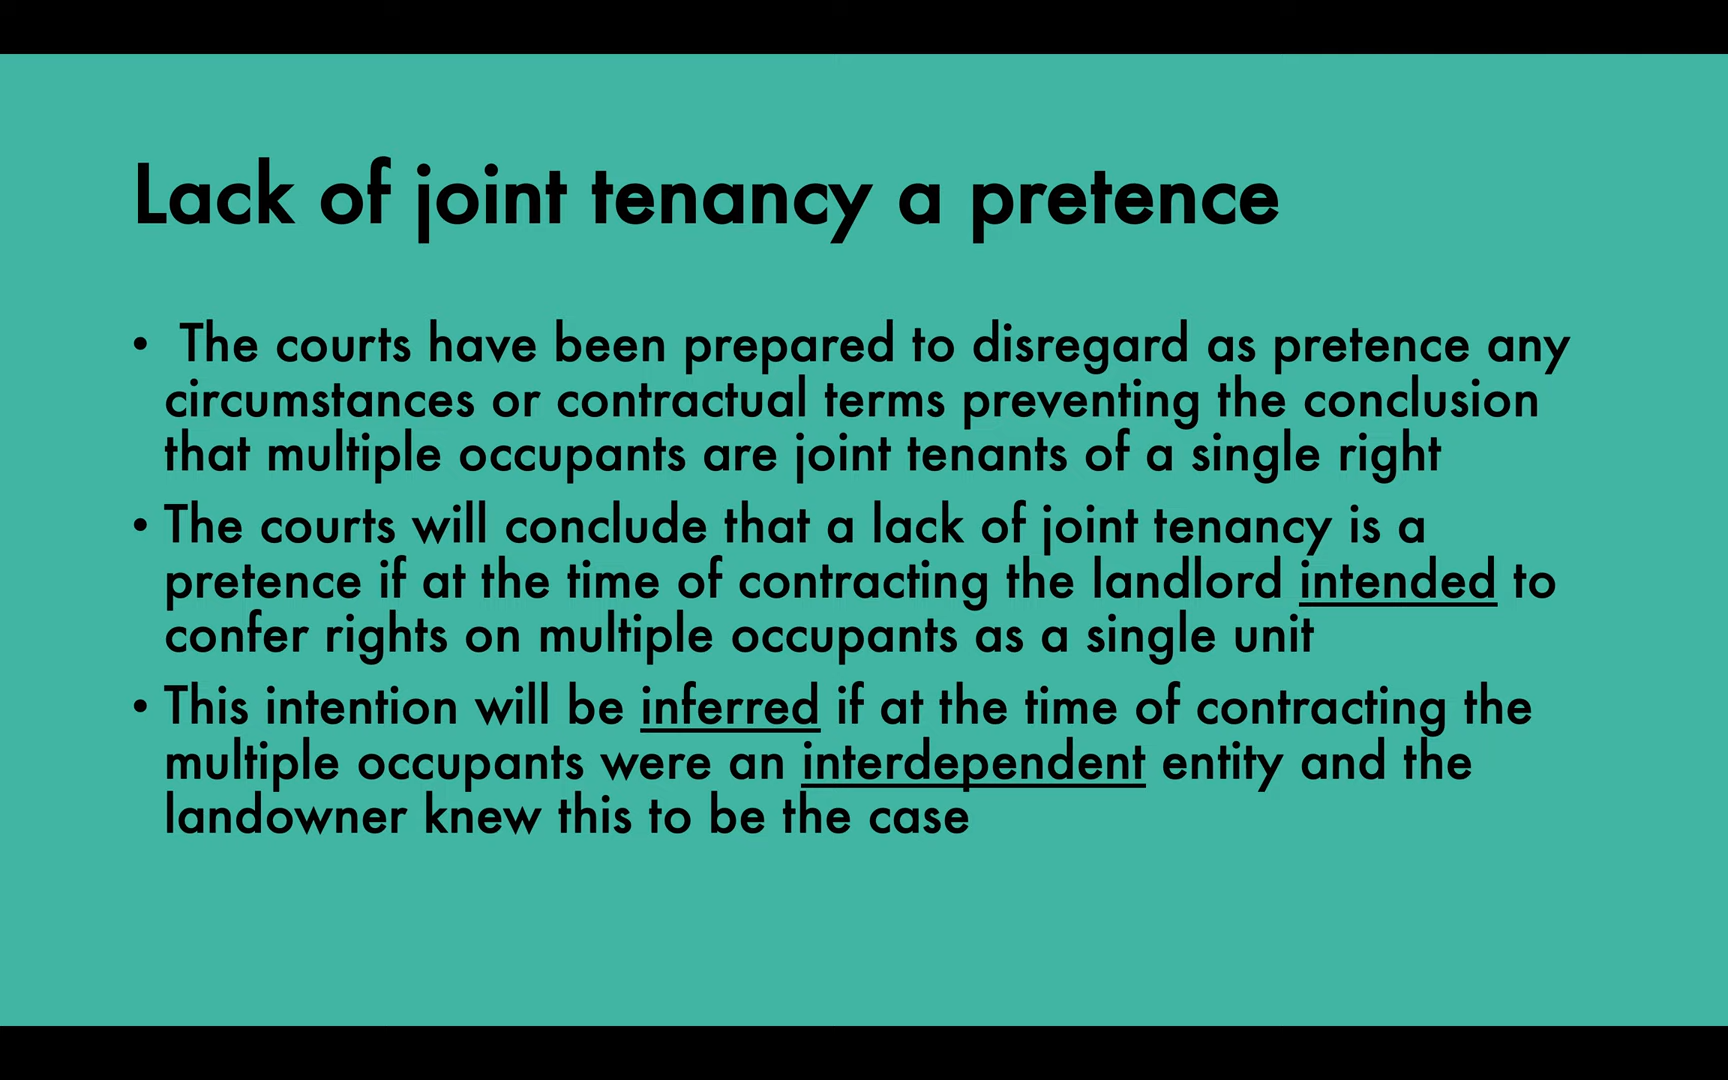 Lack of joint tenancy a pretence
• The courts have been prepared to disregard as pretence any
circumstances or contractual terms preventing the conclusion
that multiple occupants are joint tenants of a single right
• The courts will conclude that a lack of joint tenancy is a
pretence if at the time of contracting the landlord intended to
confer rights on multiple occupants as a single unit
• This intention will be inferred if at the time of contracting the
multiple occupants were an interdependent entity and the
landowner knew this to be the case